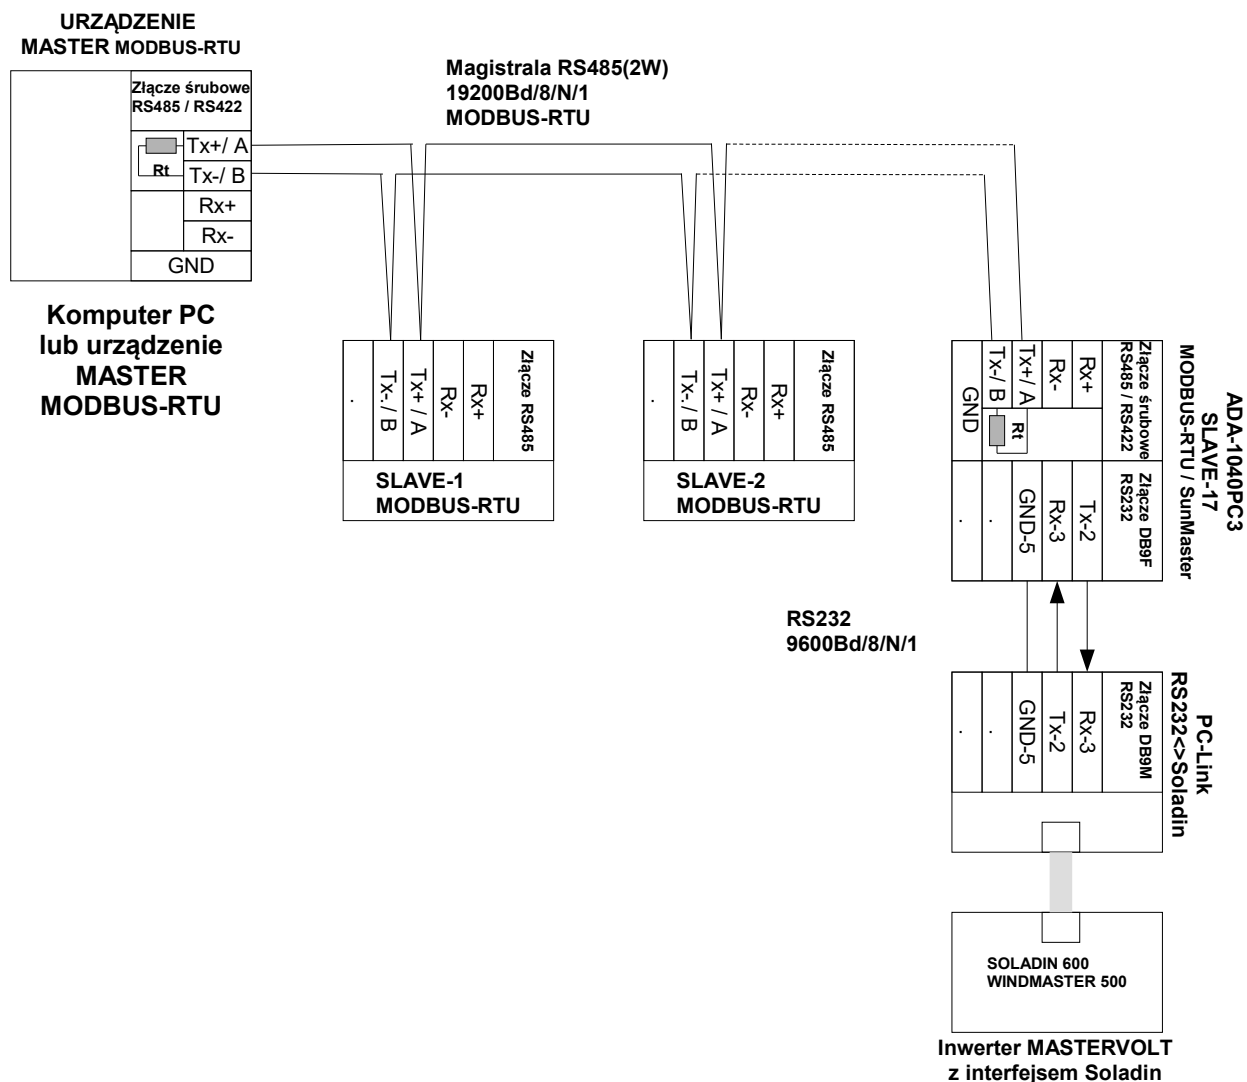 URZĄDZENIE
MASTER MODBUS-RTU
Złącze śrubowe
RS485 / RS422
Tx+/ A
Rt
Tx-/ B
Rx+
Rx-
GND
Komputer PC
lub urządzenie
MASTER
MODBUS-RTU
Magistrala RS485(2W)
19200Bd/8/N/1
MODBUS-RTU
.
Tx-./ B
Tx+ / A
Rx-
Rx+
Złącze RS485
SLAVE-1
MODBUS-RTU
.
Tx-./ B
Tx+ / A
Rx-
Rx+
Złącze RS485
SLAVE-2
MODBUS-RTU
GND
Tx-/ B
Tx+/ A
Rx-
Rx+
Złącze śrubowe
RS485 / RS422
Rt
.
.
GND-5
Rx-3
Tx-2
Złącze DB9F
RS232
ADA-1040PC3
SLAVE-17
MODBUS-RTU / SunMaster
RS232
9600Bd/8/N/1
.
.
GND-5
Tx-2
Rx-3
Złącze DB9M
RS232
PC-Link
RS232<>Soladin
SOLADIN 600
WINDMASTER 500
Inwerter MASTERVOLT
z interfejsem Soladin